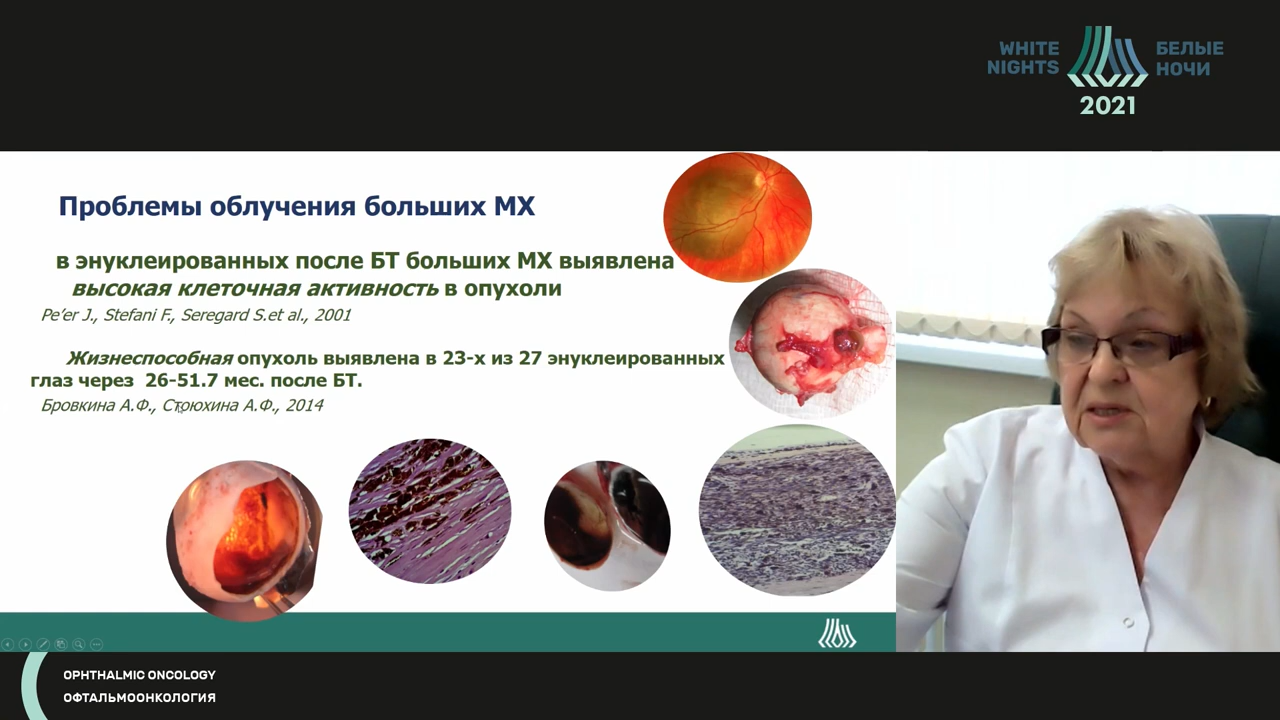 WHITE
NIGHTS
БЕЛЫЕ
НОЧИ
2021
Проблемы облучения больших МХ
в энуклеированных после БТ больших МХ выявлена
высокая клеточная активность в опухоли
Pe'er J., Stefani F., Seregard S.et al., 2001
Жизнеспособная опухоль выявлена в 23-х из 27 энуклеированных
глаз через 26-51.7 мес. после БТ.
Бровкина А.Ф., Стюхина А.Ф., 2014
OPHTHALMIC ONCOLOGY
ОФТАЛЬМООНКОЛОГИЯ